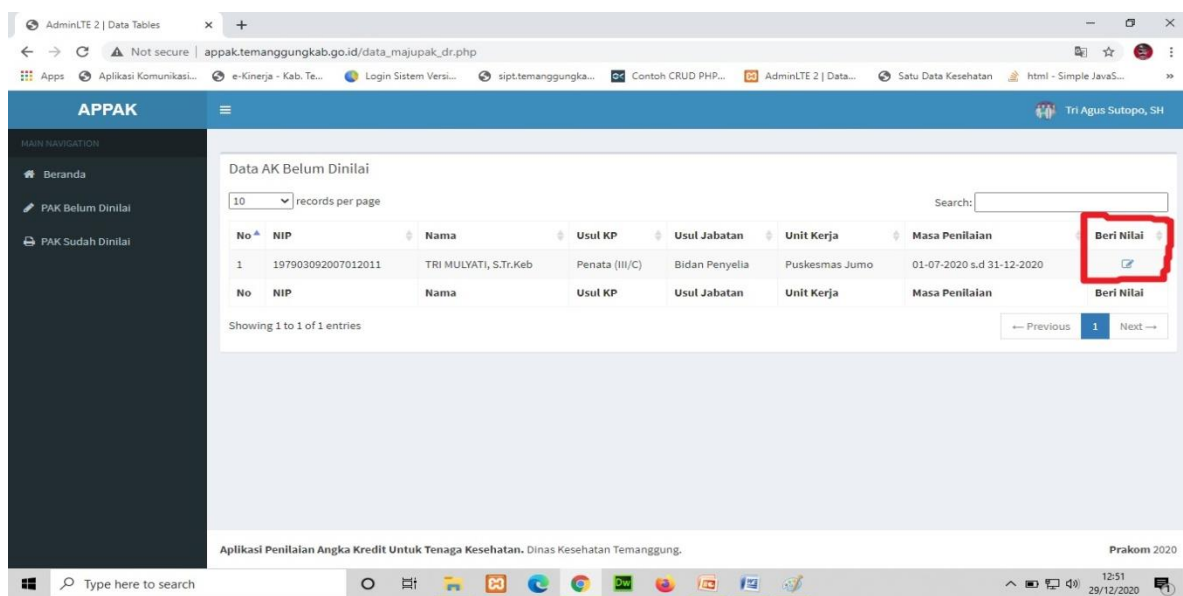 AdminLTE 2 | Data Tables
Not secure | appak.temanggungkab.go.id/data_majupak_dr.php
Apps Aplikasi Komunikasi... e-Kinerja - Kab. Te... Login Sistem Versi... sipt.temanggungka... Contoh CRUD PHP... AdminLTE 2 | Data... Satu Data Kesehatan html - Simple JavaS... »
APPAK Tri Agus Sutopo, SH
MAIN NAVIGATION
Beranda
PAK Belum Dinilai
PAK Sudah Dinilai
Data AK Belum Dinilai
10 records per page Search:
No NIP Nama Usul KP Usul Jabatan Unit Kerja Masa Penilaian Beri Nilai
1 197903092007012011 TRI MULYATI, S.Tr.Keb Penata (III/C) Bidan Penyelia Puskesmas Jumo 01-07-2020 s.d 31-12-2020
No NIP Nama Usul KP Usul Jabatan Unit Kerja Masa Penilaian Beri Nilai
Showing 1 to 1 of 1 entries ← Previous 1 Next →
Aplikasi Penilaian Angka Kredit Untuk Tenaga Kesehatan. Dinas Kesehatan Temanggung. Prakom 2020
Type here to search Dw 12:51
29/12/2020